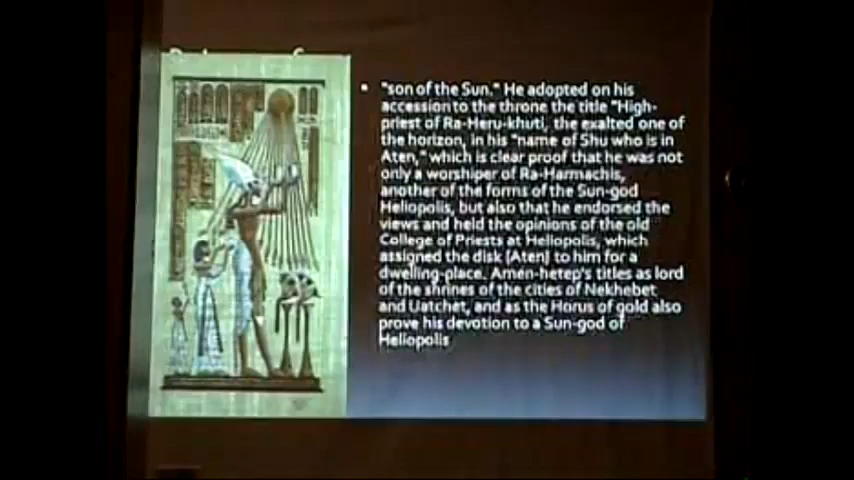 "son of the Sun." He adopted on his
accession to the throne the title "High-
priest of Ra-Heru-khuti, the exalted one of
the horizon, in his "name of Shu who is in
Aten," which is clear proof that he was not
only a worshiper of Ra-Harmachis,
another of the forms of the Sun-god
Heliopolis, but also that he endorsed the
views and held the opinions of the old
College of Priests at Heliopolis, which
assigned the disk [Aten] to him for a
dwelling-place. Amen-hetep's titles as lord
of the shrines of the cities of Nekhebet
and Uatchet, and as the Horus of gold also
prove his devotion to a Sun-god of
Heliopolis